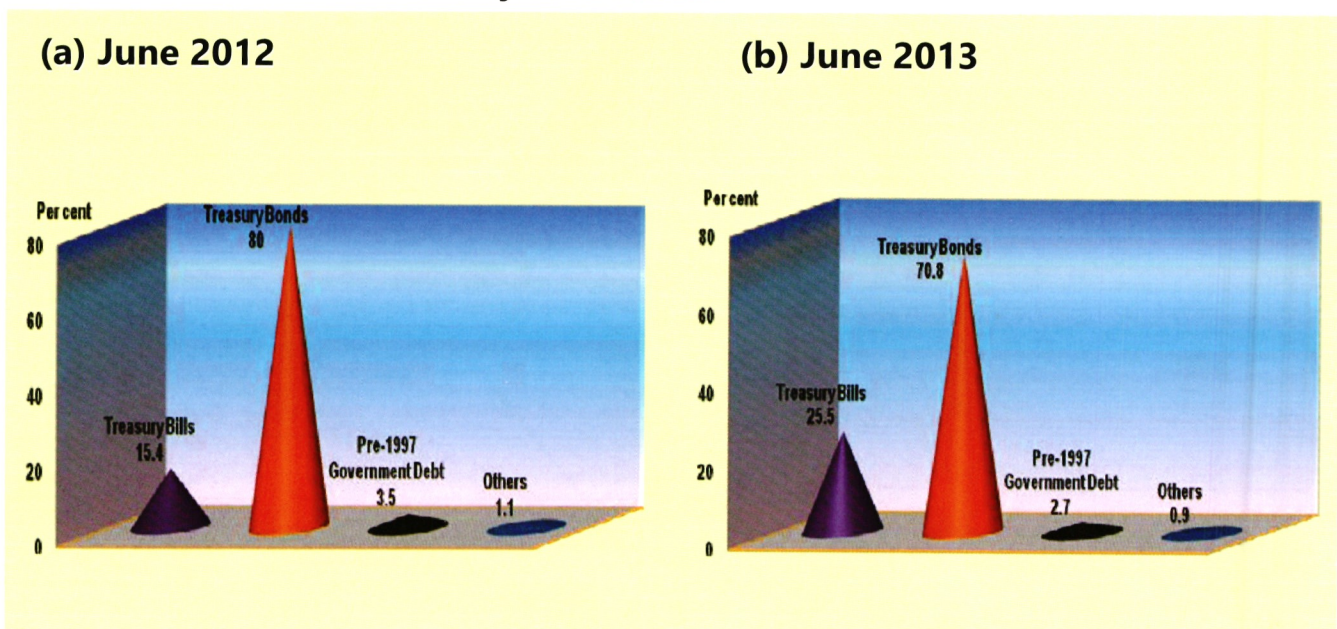 (a) June 2012
Per cent
80
60
40
20
0
Treasury Bonds
80
Treasury Bills
15.4
Pre-1997
Government Debt
3.5
Others
1.1
(b) June 2013
Per cent
80
60
40
20
0
Treasury Bonds
70.8
Treasury Bills
25.5
Pre-1997
Government Debt
2.7
Others
0.9